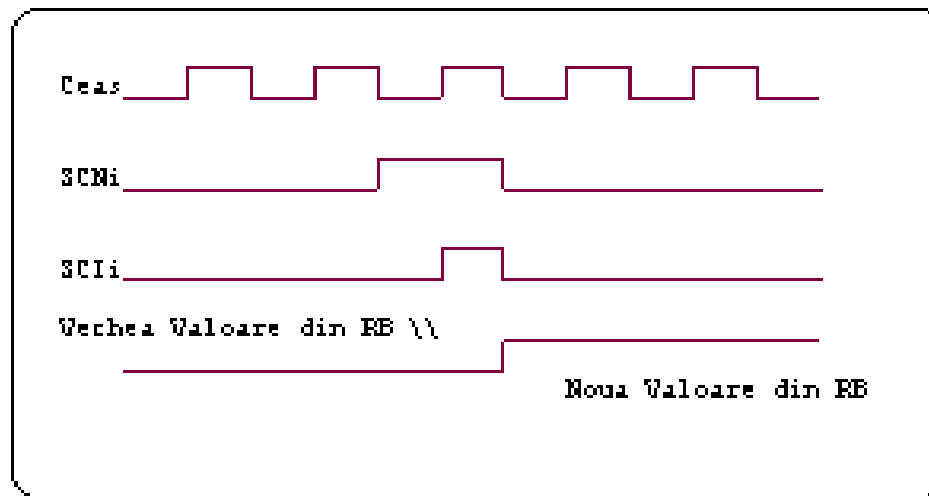 Ceas
SCNi
SCIi
Vechea Valoare din RB \\
Noua Valoare din RB